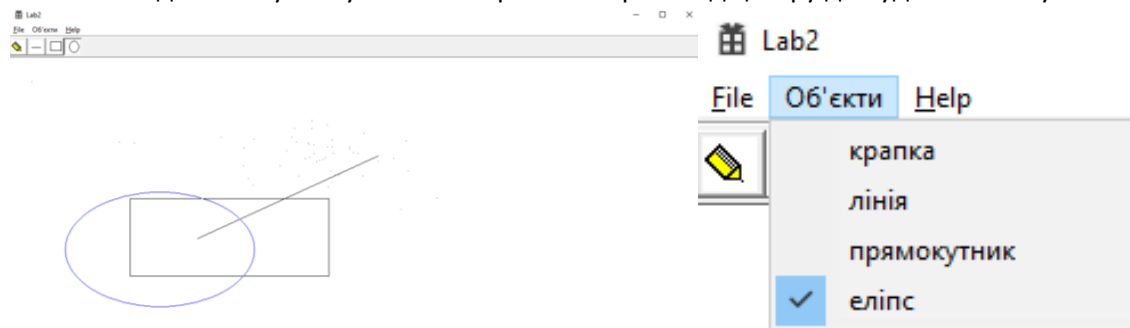 Lab2
File Об'єкти Help
Lab2
File Об'єкти Help
крапка
лінія
прямокутник
еліпс